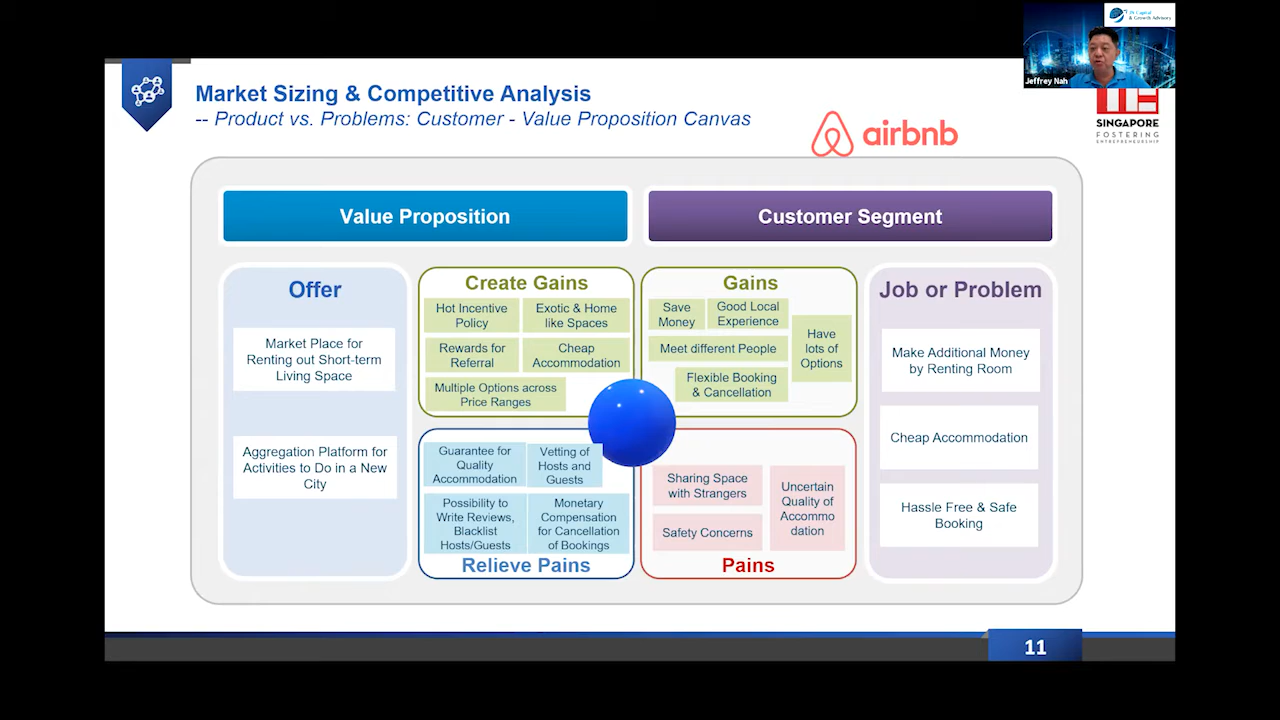 JV Capital
& Growth Advisory
Jeffrey Nah
Market Sizing & Competitive Analysis
-- Product vs. Problems: Customer - Value Proposition Canvas
airbnb
SINGAPORE
FOSTERING
ENTREPRENEURSHIP
Value Proposition
Customer Segment
Offer
Market Place for
Renting out Short-term
Living Space
Aggregation Platform for
Activities to Do in a New
City
Create Gains
Hot Incentive
Policy
Exotic & Home
like Spaces
Rewards for
Referral
Cheap
Accommodation
Multiple Options across
Price Ranges
Guarantee for
Quality
Accommodation
Vetting of
Hosts and
Guests
Possibility to
Write Reviews,
Blacklist
Hosts/Guests
Monetary
Compensation
for Cancellation
of Bookings
Relieve Pains
Gains
Save
Money
Good Local
Experience
Have
lots of
Options
Meet different People
Flexible Booking
& Cancellation
Sharing Space
with Strangers
Uncertain
Quality of
Accommo
dation
Safety Concerns
Pains
Job or Problem
Make Additional Money
by Renting Room
Cheap Accommodation
Hassle Free & Safe
Booking
11